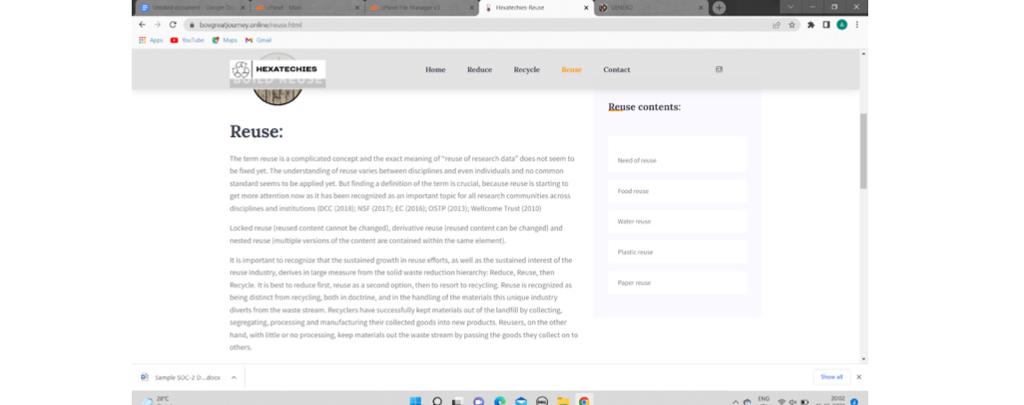 Untitled document - Google Do
cPanel - Main
cPanel File Manager v3
Hexatechies Reuse
GENERO
bovgreatjourney.online/reuse.html
Apps YouTube Maps Gmail
HEXATECHIES
BUILD REUSE
Home Reduce Recycle Reuse Contact
Reuse:
The term reuse is a complicated concept and the exact meaning of "reuse of research data" does not seem to
be fixed yet. The understanding of reuse varies between disciplines and even individuals and no common
standard seems to be applied yet. But finding a definition of the term is crucial, because reuse is starting to
get more attention now as it has been recognized as an important topic for all research communities across
disciplines and institutions (DCC (2018); NSF (2017); EC (2016); OSTP (2013); Wellcome Trust (2010)
Locked reuse (reused content cannot be changed), derivative reuse (reused content can be changed) and
nested reuse (multiple versions of the content are contained within the same element).
It is important to recognize that the sustained growth in reuse efforts, as well as the sustained interest of the
reuse industry, derives in large measure from the solid waste reduction hierarchy: Reduce, Reuse, then
Recycle. It is best to reduce first, reuse as a second option, then to resort to recycling. Reuse is recognized as
being distinct from recycling, both in doctrine, and in the handling of the materials this unique industry
diverts from the waste stream. Recyclers have successfully kept materials out of the landfill by collecting,
segregating, processing and manufacturing their collected goods into new products. Reusers, on the other
hand, with little or no processing, keep materials out the waste stream by passing the goods they collect on to
others.
Reuse contents:
Need of reuse
Food reuse
Water reuse
Plastic reuse
Paper reuse
Sample SOC-2 D....docx
Show all
28°C
ENG
20:02